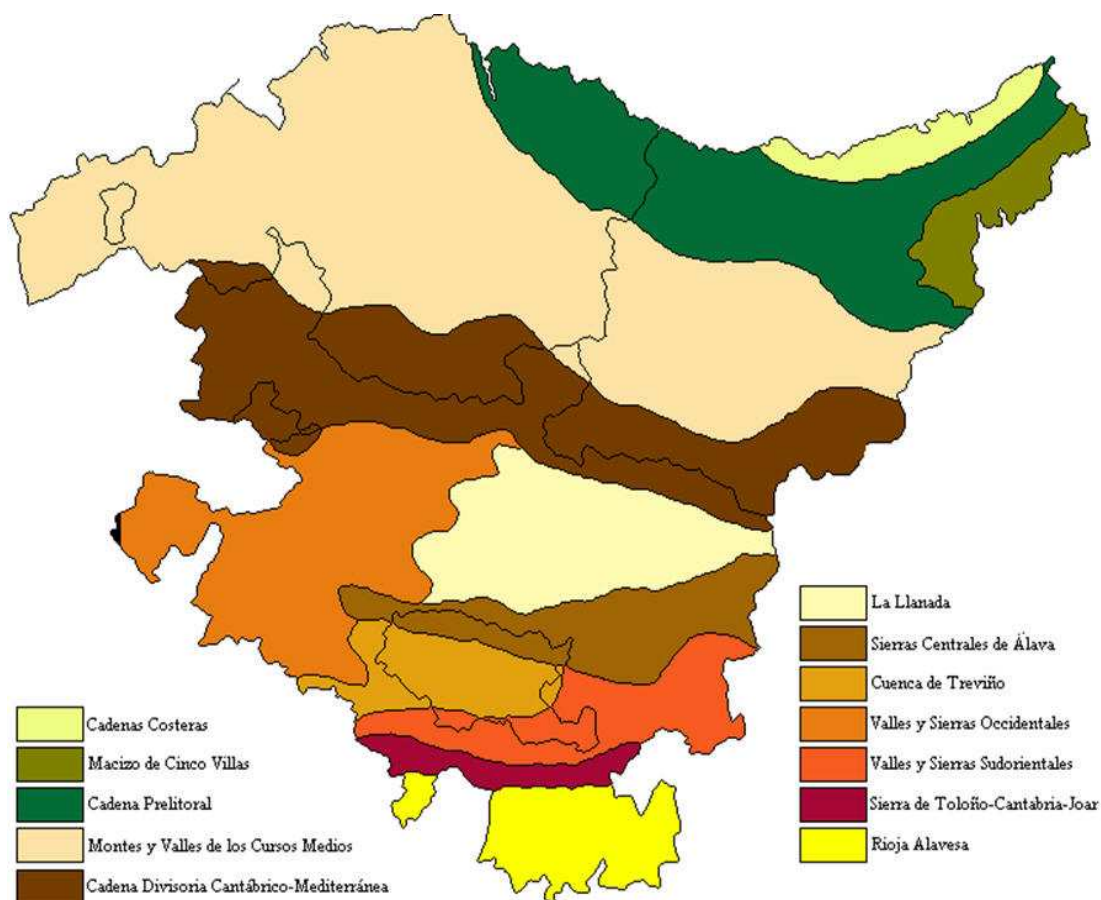 Cadenas Costeras
Macizo de Cinco Villas
Cadena Prelitoral
Montes y Valles de los Cursos Medios
Cadena Divisoria Cantábrico-Mediterránea
La Llanada
Sierras Centrales de Álava
Cuenca de Treviño
Valles y Sierras Occidentales
Valles y Sierras Sudorientales
Sierra de Toloño-Cantabria-Joar
Rioja Alavesa